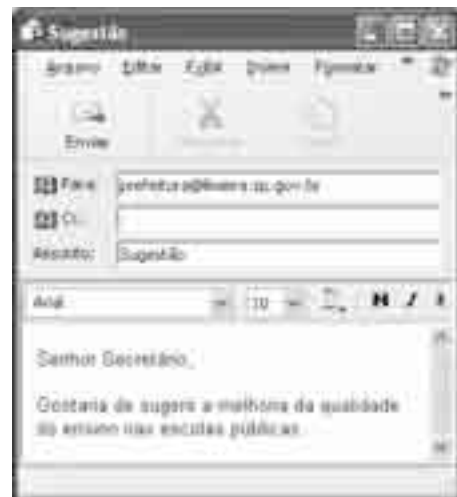 Sugestão
Arquivo Editar Exibir Inserir Formatar
Enviar
Para:
Cc:
Assunto: Sugestão
Arial 10 N I
Senhor Secretário,
Gostaria de sugerir a melhoria da qualidade
do ensino nas escolas públicas.